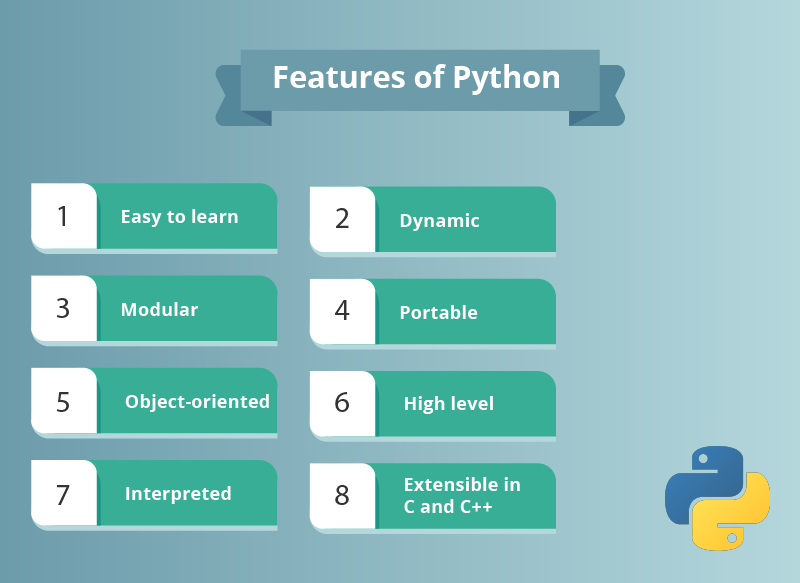 Features of Python
1
Easy to learn
2
Dynamic
3
Modular
4
Portable
5
Object-oriented
6
High level
7
Interpreted
8
Extensible in
C and C++